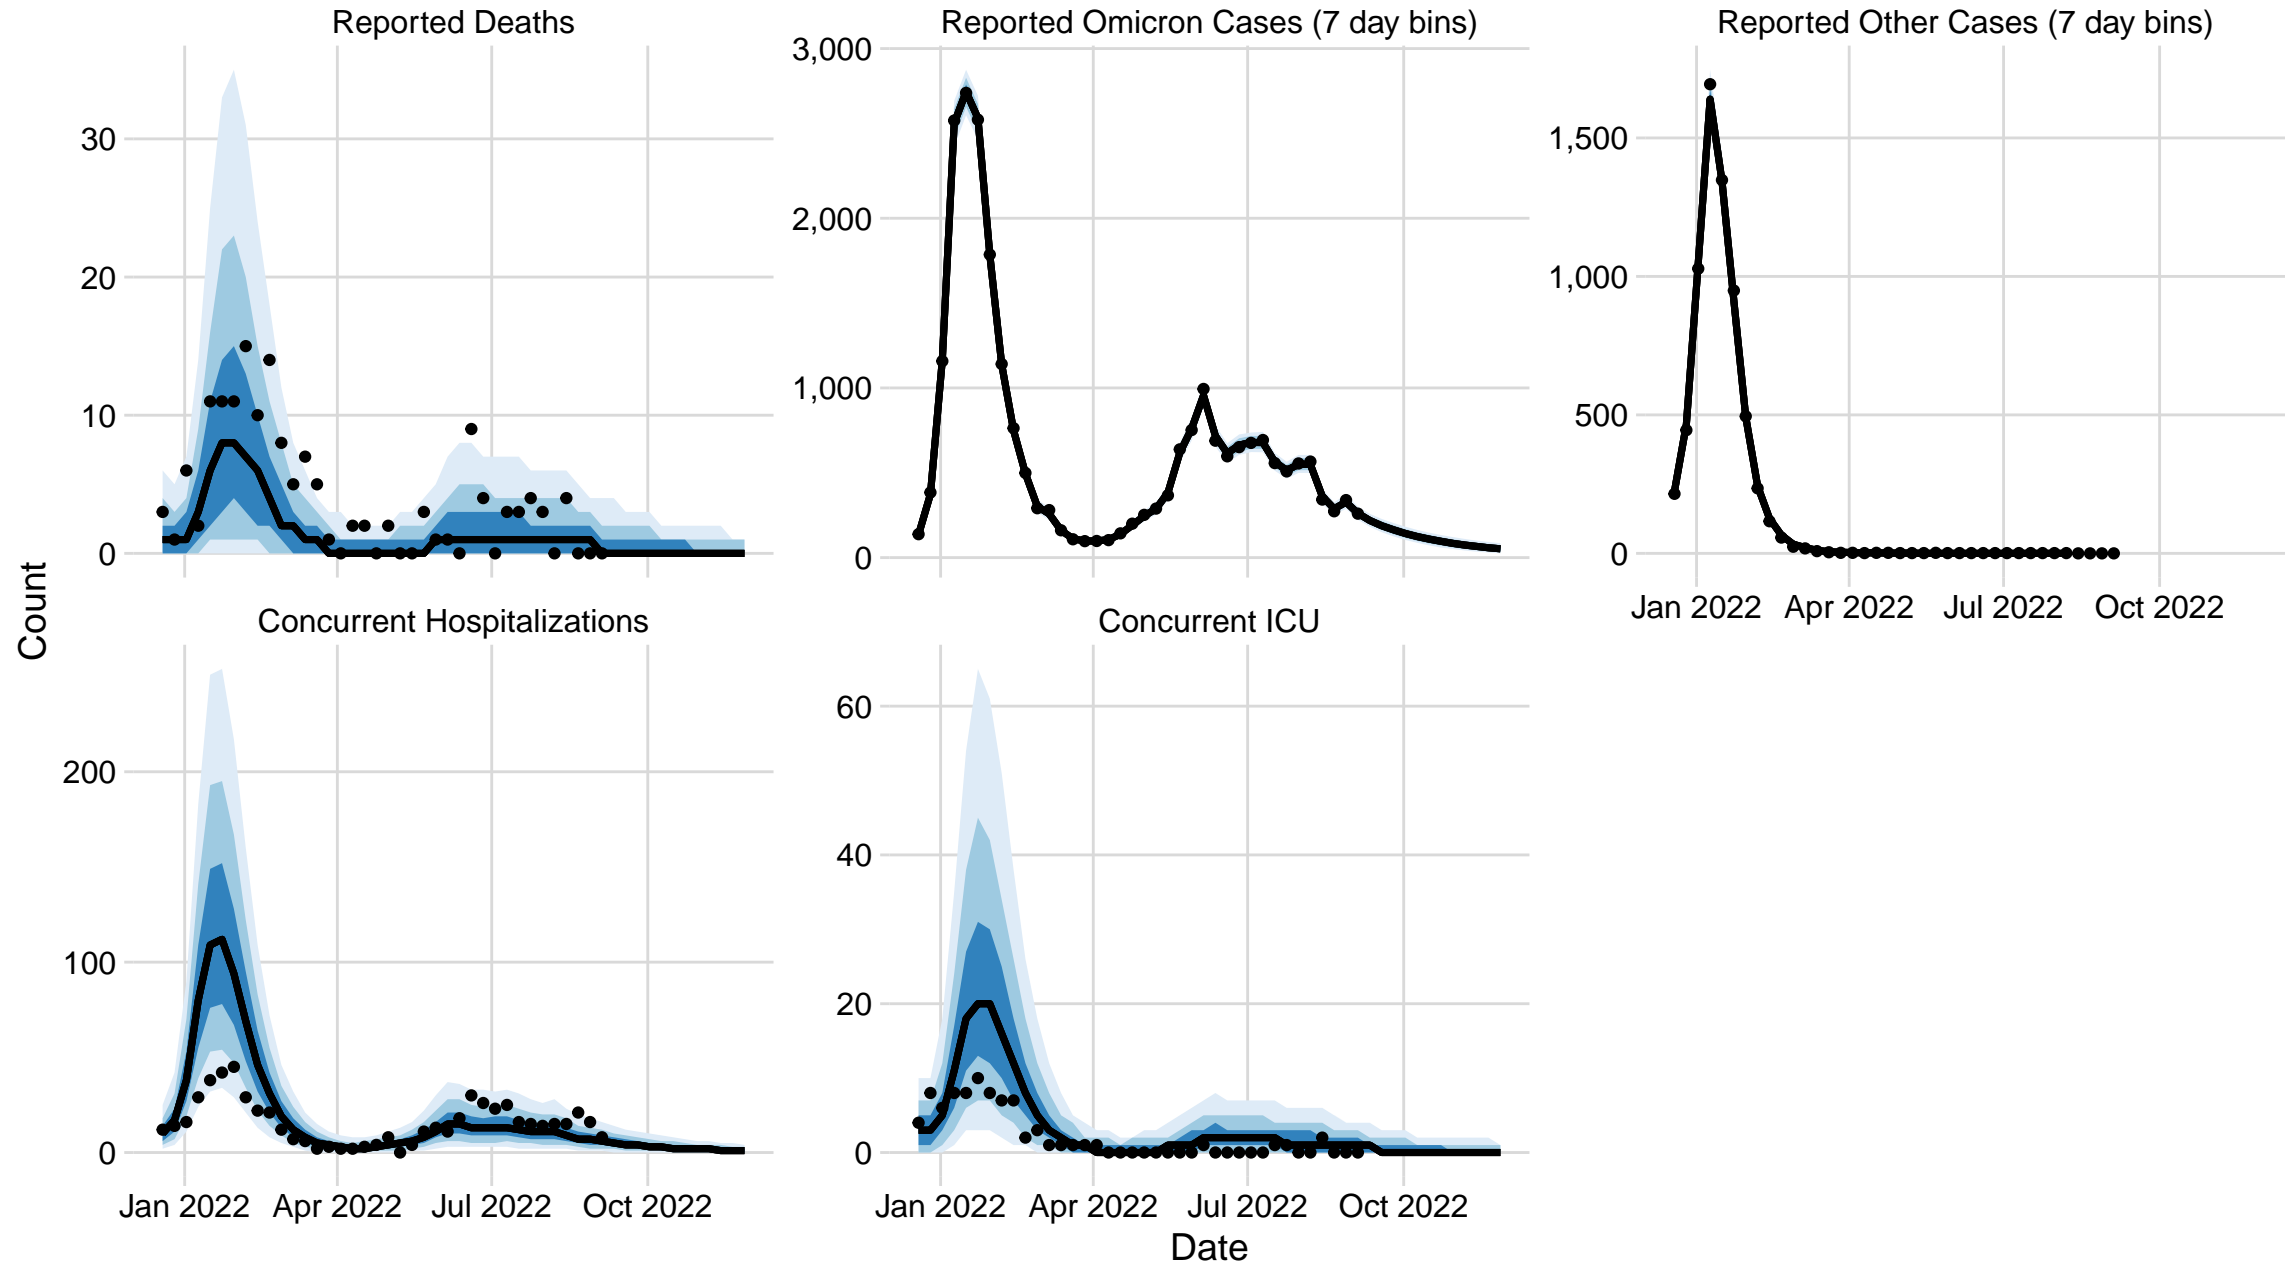 Reported Deaths
Reported Omicron Cases (7 day bins)
Reported Other Cases (7 day bins)
30
20
10
0
3,000
2,000
1,000
0
1,500
1,000
500
0
Jan 2022 Apr 2022 Jul 2022 Oct 2022
Count
Concurrent Hospitalizations
Concurrent ICU
200
100
0
60
40
20
0
Jan 2022 Apr 2022 Jul 2022 Oct 2022
Jan 2022 Apr 2022 Jul 2022 Oct 2022
Date